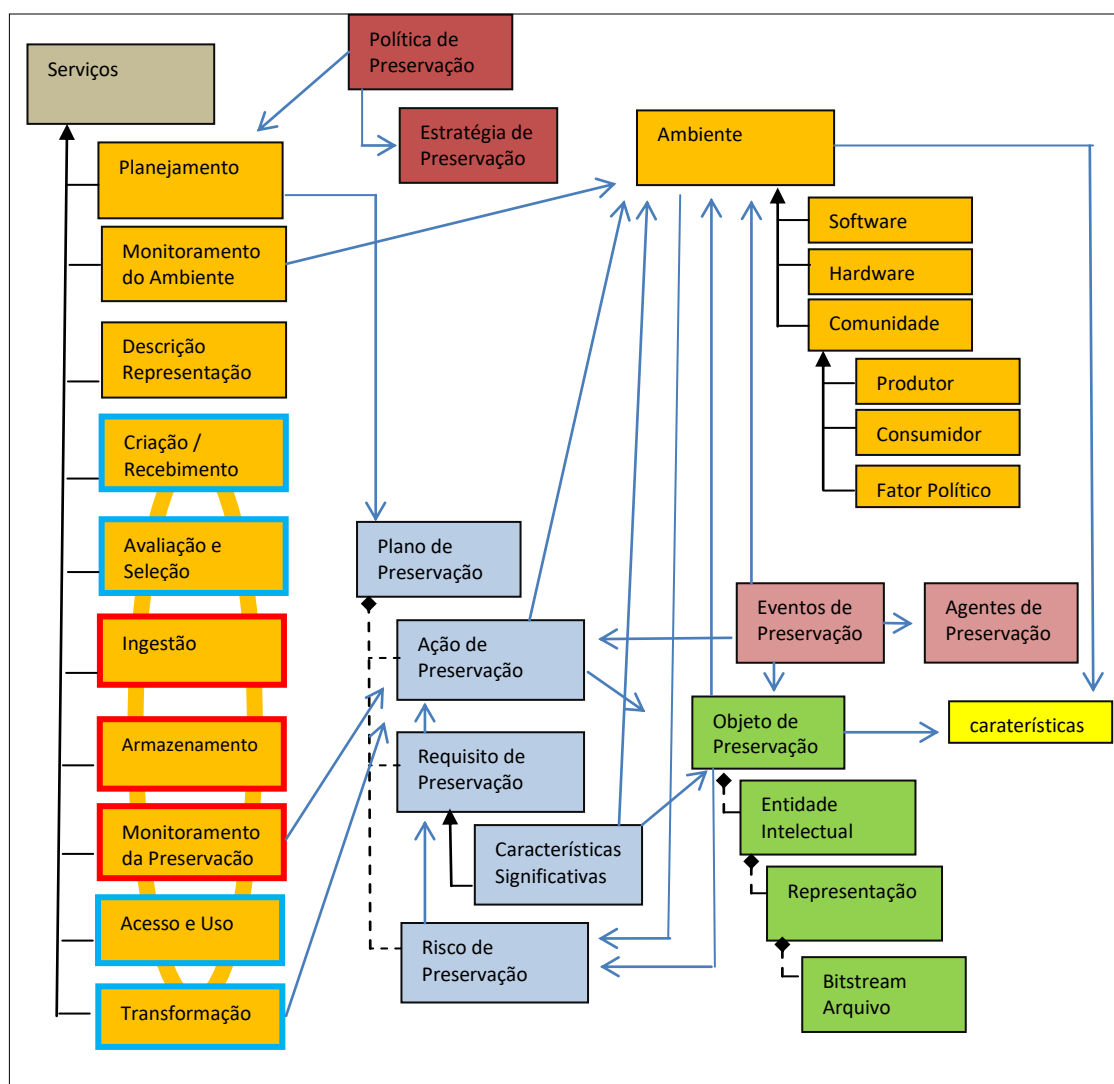 Serviços
Política de
Preservação
Estratégia de
Preservação
Ambiente
Planejamento
Software
Monitoramento
do Ambiente
Hardware
Comunidade
Descrição
Representação
Produtor
Consumidor
Criação /
Recebimento
Fator Político
Avaliação e
Seleção
Plano de
Preservação
Eventos de
Preservação
Agentes de
Preservação
Ingestão
Ação de
Preservação
Objeto de
Preservação
caraterísticas
Armazenamento
Requisito de
Preservação
Entidade
Intelectual
Monitoramento
da Preservação
Característícas
Significativas
Representação
Acesso e Uso
Risco de
Preservação
Bitstream
Arquivo
Transformação